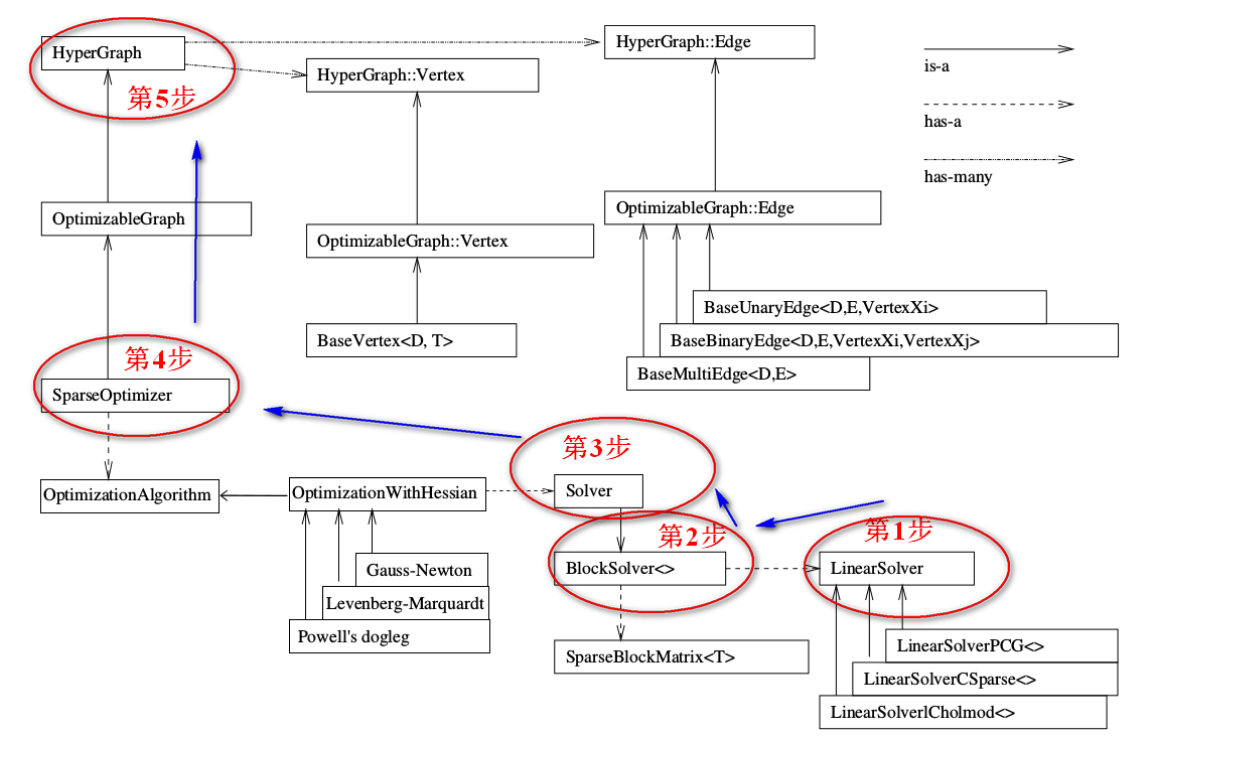 HyperGraph
第5步
HyperGraph::Edge
HyperGraph::Vertex
is-a
has-a
has-many
OptimizableGraph
OptimizableGraph::Edge
OptimizableGraph::Vertex
BaseUnaryEdge<D,E,VertexXi>
BaseBinaryEdge<D,E,VertexXi,VertexXj>
BaseMultiEdge<D,E>
BaseVertex<D, T>
第4步
SparseOptimizer
第3步
OptimizationAlgorithm
OptimizationWithHessian
Solver
第2步
第1步
BlockSolver<>
LinearSolver
Gauss-Newton
Levenberg-Marquardt
Powell's dogleg
SparseBlockMatrix<T>
LinearSolverPCG<>
LinearSolverCSparse<>
LinearSolverlCholmod<>